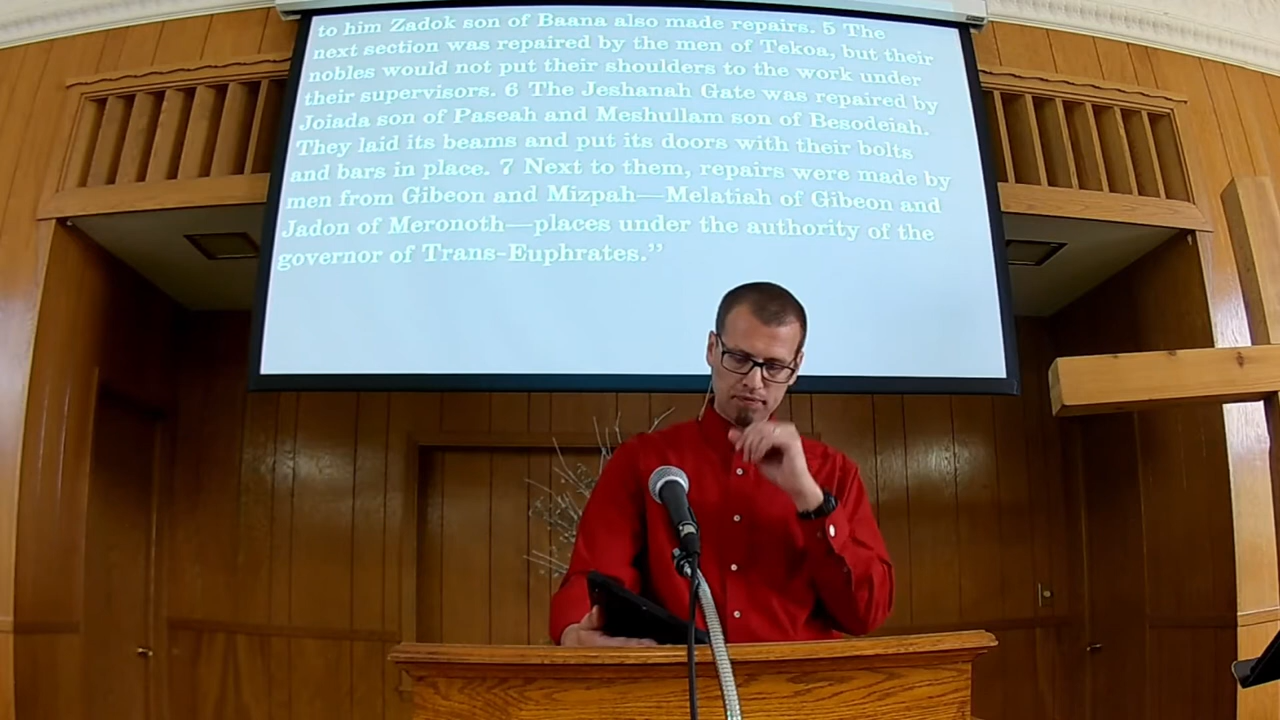 to him Zadok son of Baana also made repairs. 5 The
next section was repaired by the men of Tekoa, but their
nobles would not put their shoulders to the work under
their supervisors. 6 The Jeshanah Gate was repaired by
Joiada son of Paseah and Meshullam son of Besodeiah.
They laid its beams and put its doors with their bolts
and bars in place. 7 Next to them, repairs were made by
men from Gibeon and Mizpah—Melatiah of Gibeon and
Jadon of Meronoth—places under the authority of the
governor of Trans-Euphrates.”